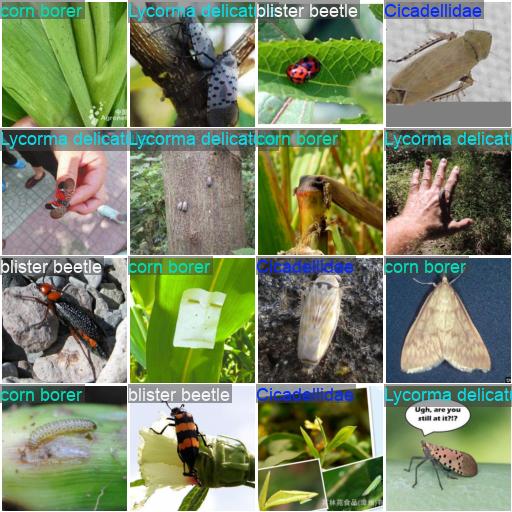 corn borer
Lycorma delicat
blister beetle
Cicadellidae
Agronet
Lycorma delicat
Lycorma delicat
corn borer
Lycorma delicat
blister beetle
corn borer
Cicadellidae
corn borer
corn borer
blister beetle
Cicadellidae
Lycorma delicat
Ugh, are you
still at it?!?